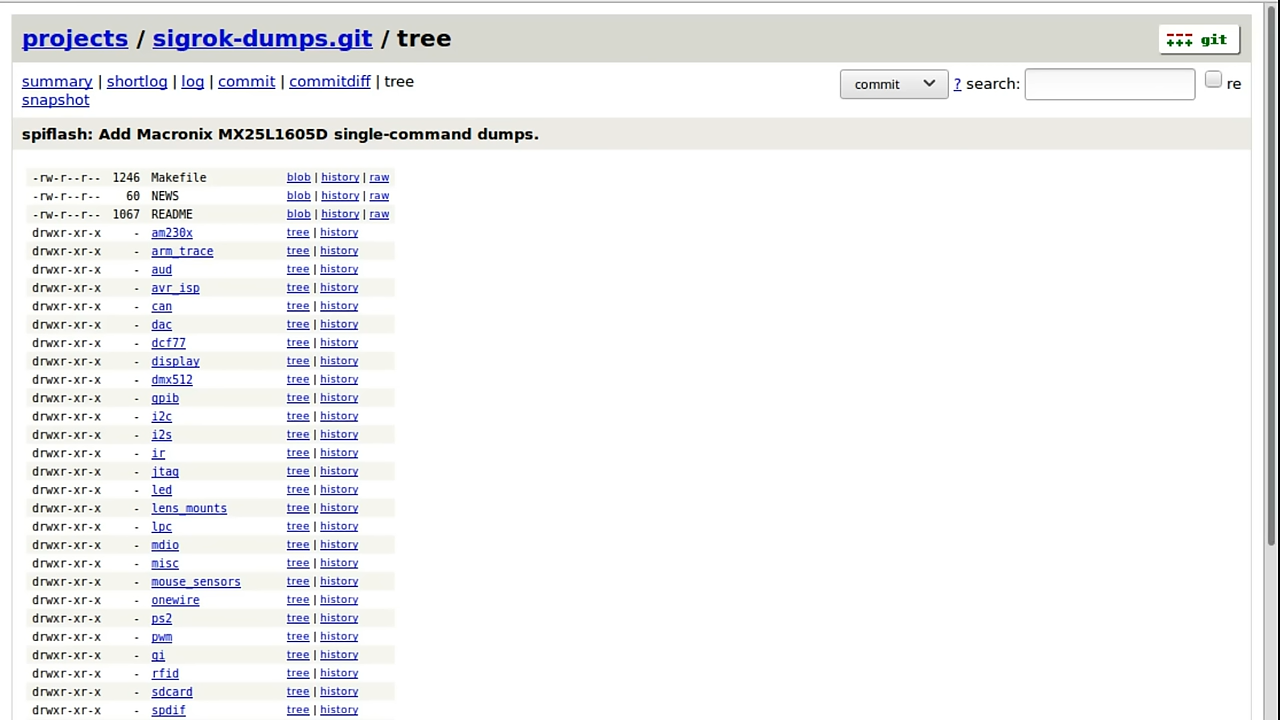 projects / sigrok-dumps.git / tree
git
summary | shortlog | log | commit | commitdiff | tree
snapshot
commit ? search: re
spiflash: Add Macronix MX25L1605D single-command dumps.
-rw-r--r-- 1246 Makefile blob | history | raw
-rw-r--r-- 60 NEWS blob | history | raw
-rw-r--r-- 1067 README blob | history | raw
drwxr-xr-x - am230x tree | history
drwxr-xr-x - arm_trace tree | history
drwxr-xr-x - aud tree | history
drwxr-xr-x - avr_isp tree | history
drwxr-xr-x - can tree | history
drwxr-xr-x - dac tree | history
drwxr-xr-x - dcf77 tree | history
drwxr-xr-x - display tree | history
drwxr-xr-x - dmx512 tree | history
drwxr-xr-x - gpib tree | history
drwxr-xr-x - i2c tree | history
drwxr-xr-x - i2s tree | history
drwxr-xr-x - ir tree | history
drwxr-xr-x - jtag tree | history
drwxr-xr-x - led tree | history
drwxr-xr-x - lens_mounts tree | history
drwxr-xr-x - lpc tree | history
drwxr-xr-x - mdio tree | history
drwxr-xr-x - misc tree | history
drwxr-xr-x - mouse_sensors tree | history
drwxr-xr-x - onewire tree | history
drwxr-xr-x - ps2 tree | history
drwxr-xr-x - pwm tree | history
drwxr-xr-x - qi tree | history
drwxr-xr-x - rfid tree | history
drwxr-xr-x - sdcard tree | history
drwxr-xr-x - spdif tree | history